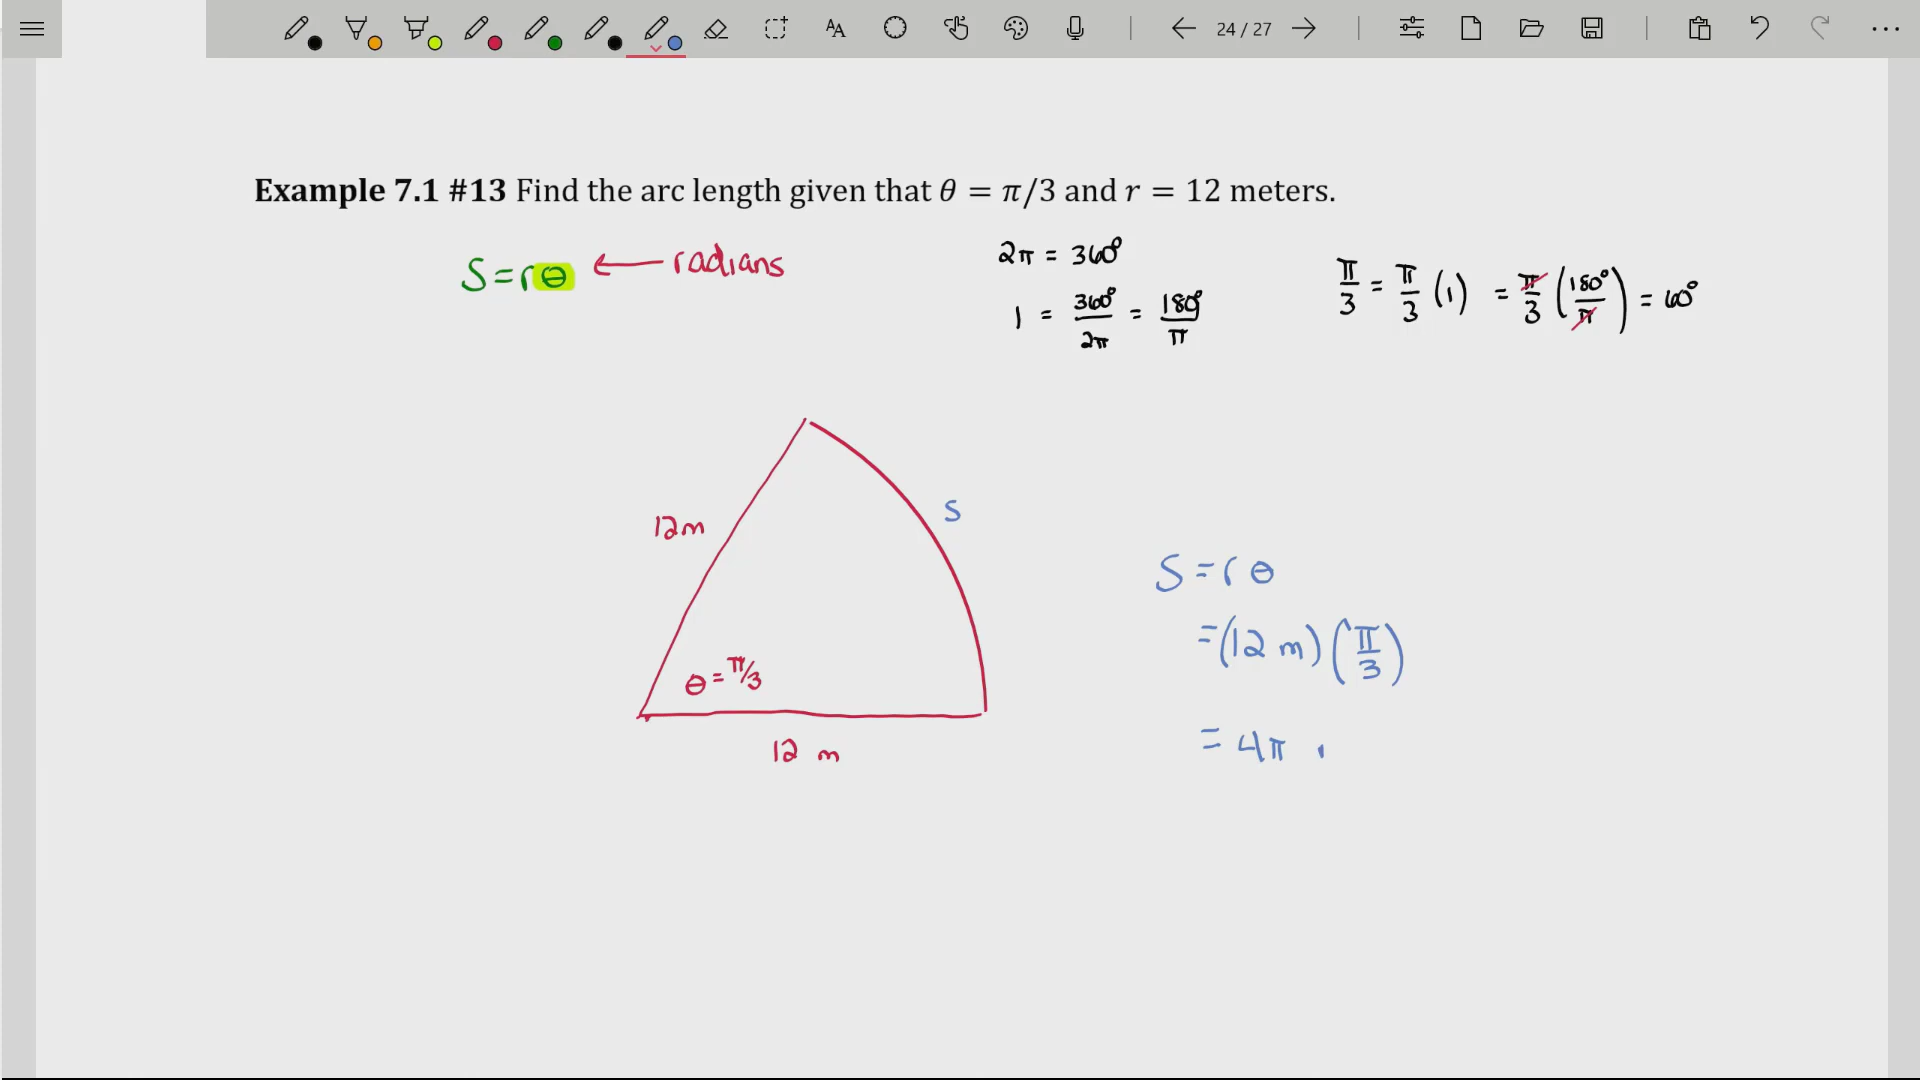 24 / 27
Example 7.1 #13 Find the arc length given that θ = π/3 and r = 12 meters.
S = rθ ← radians
2π = 360°
1 = 360°/2π = 180°/π
π/3 = π/3 (1) = π/3 (180°/π) = 60°
12m
S
θ = π/3
12 m
S = r θ
= (12 m) (π/3)
= 4π